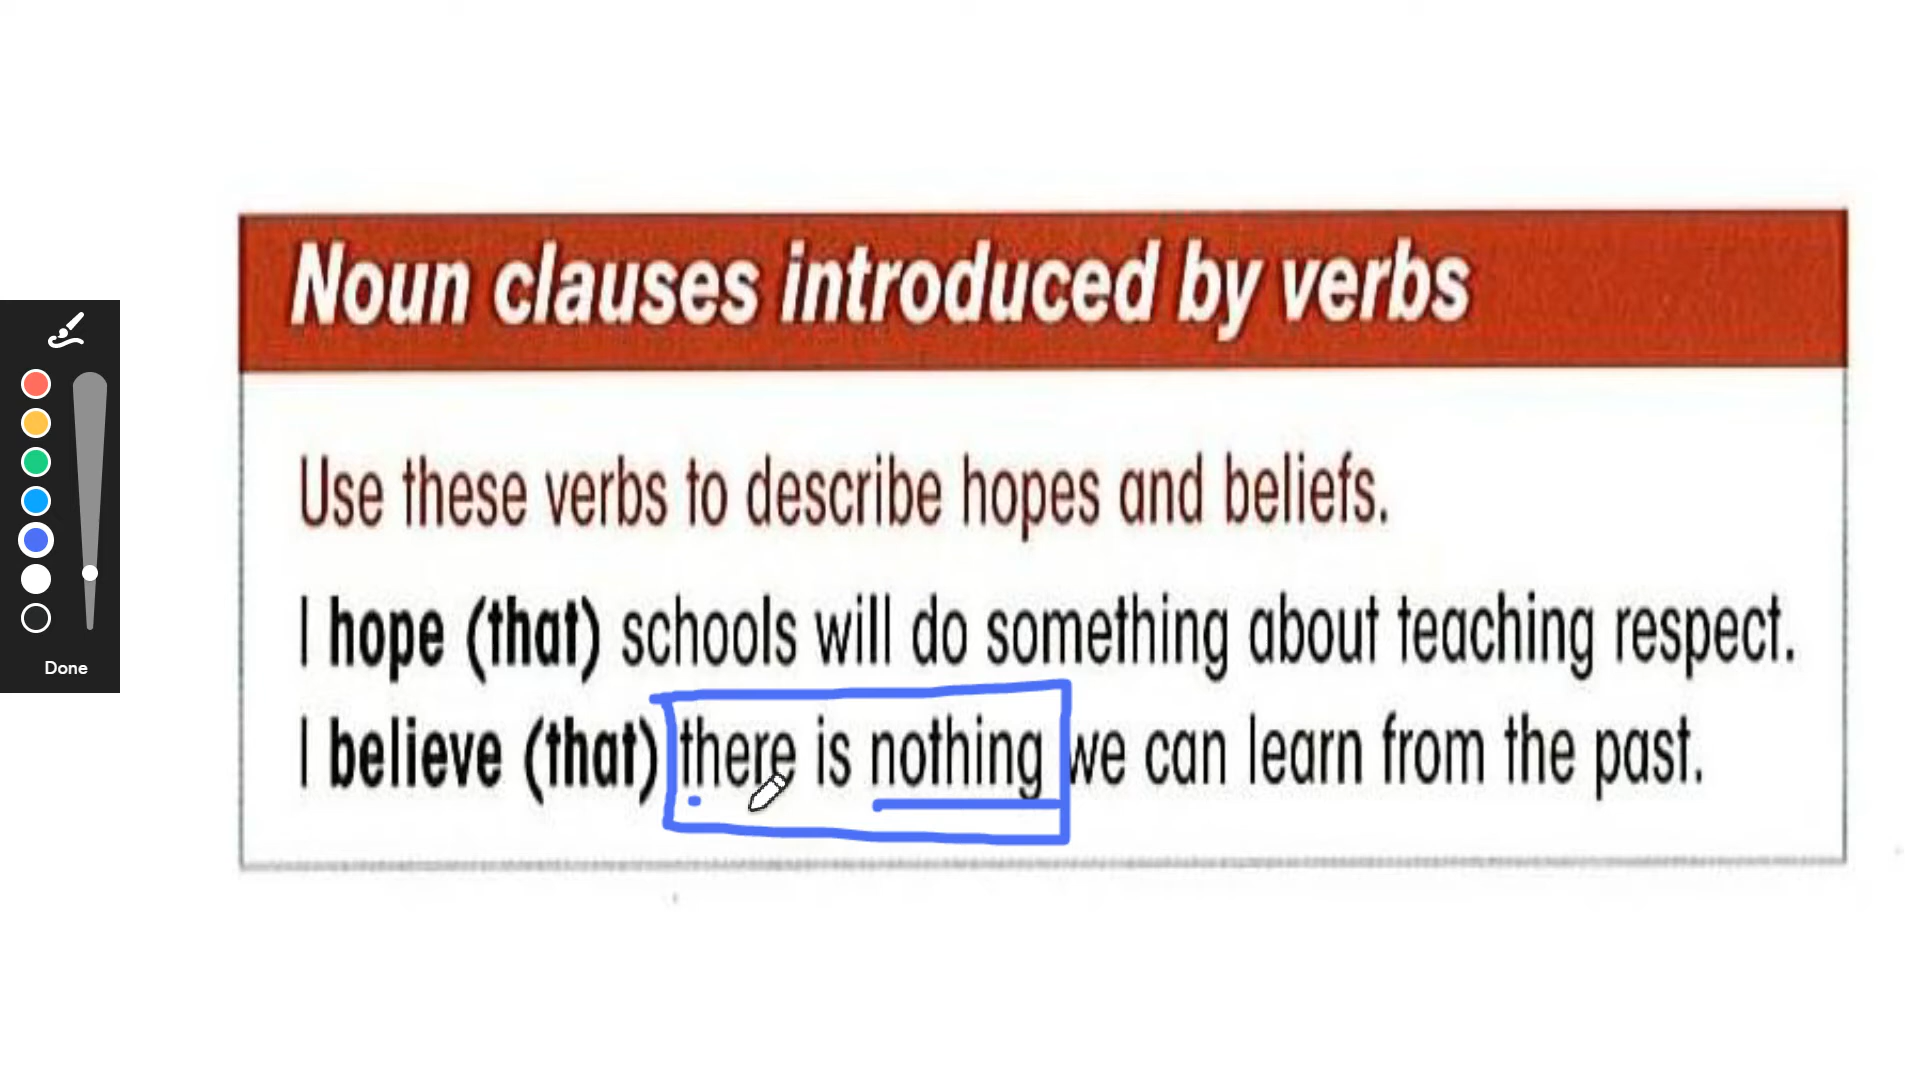 Noun clauses introduced by verbs
Use these verbs to describe hopes and beliefs.
I hope (that) schools will do something about teaching respect.
I believe (that) there is nothing we can learn from the past.
Done